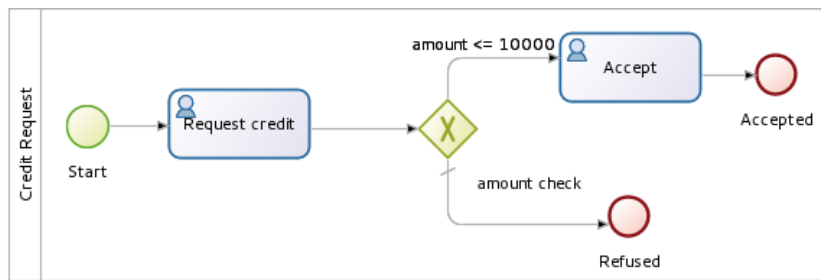 Credit Request
Start
Request credit
amount <= 10000
Accept
Accepted
amount check
Refused